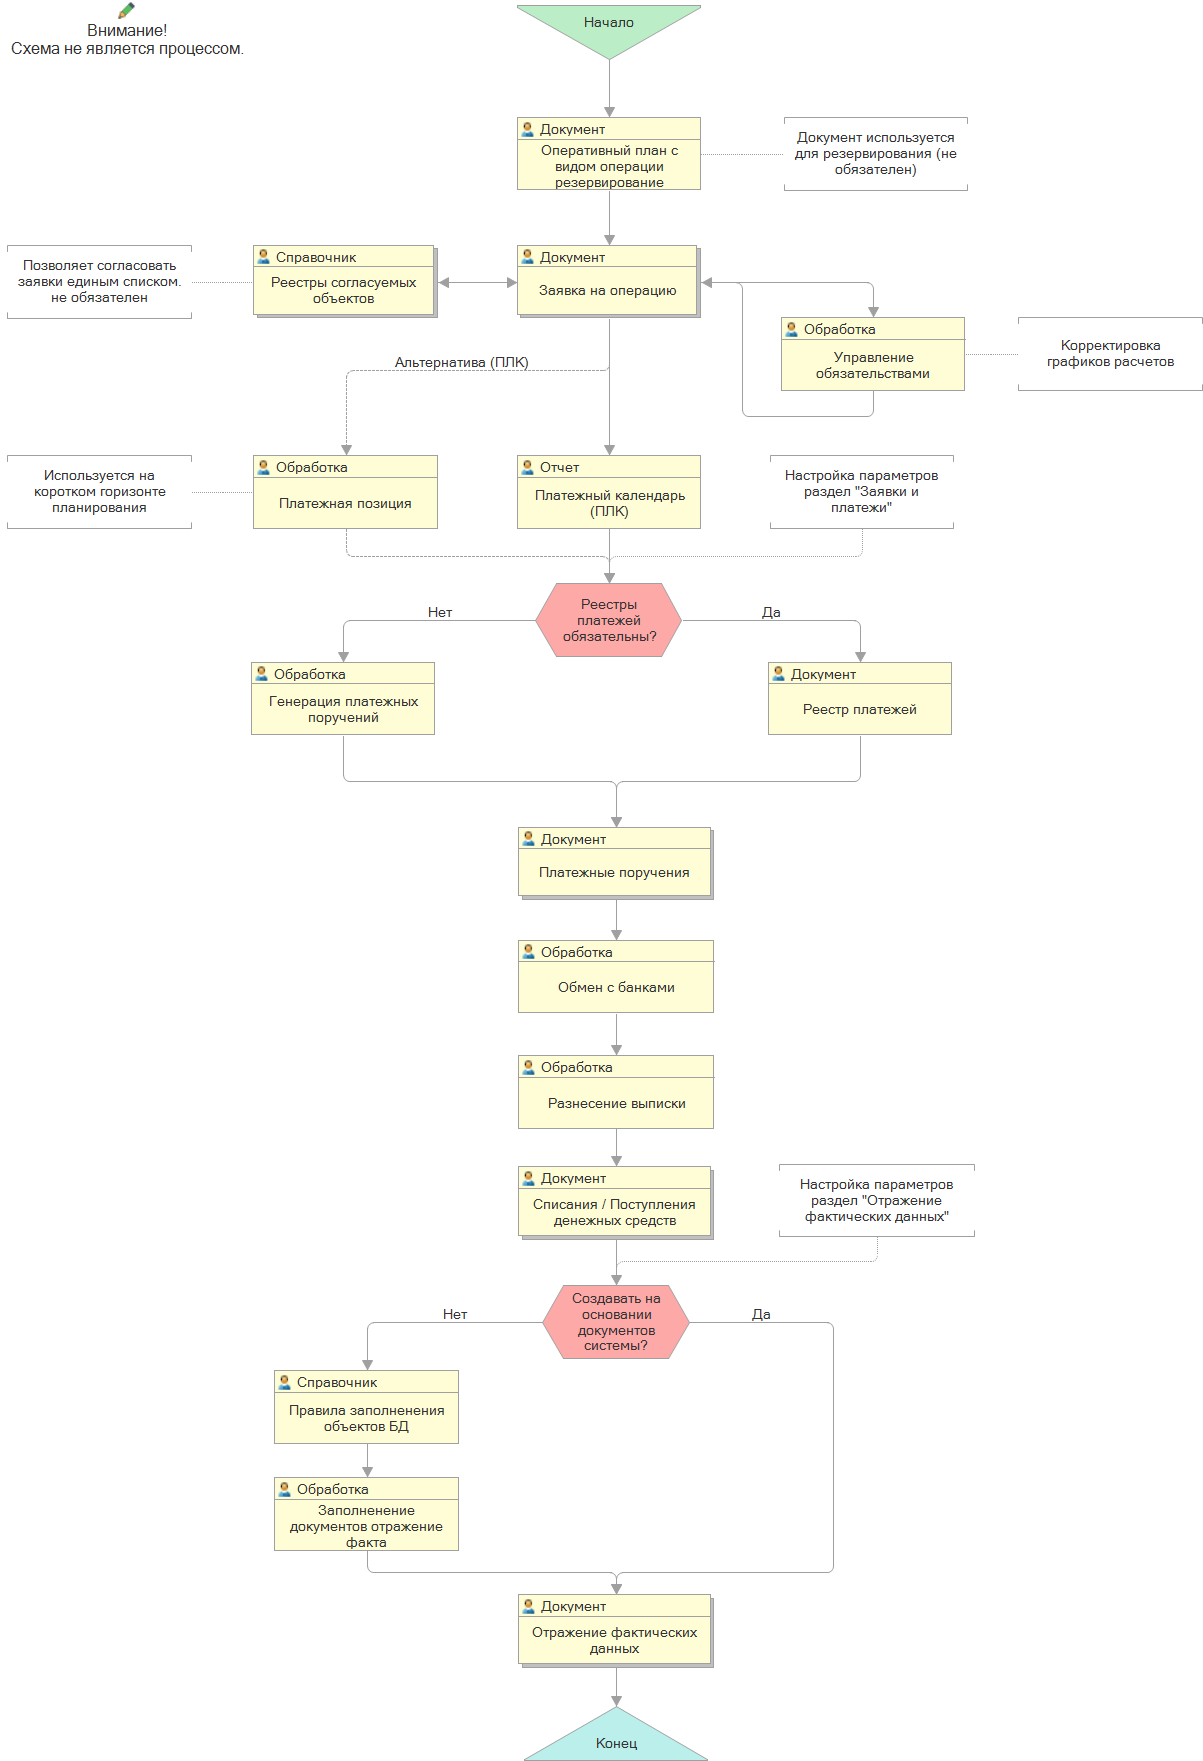 Внимание!
Схема не является процессом.
Начало
Документ
Оперативный план с
видом операции
резервирование
Документ используется
для резервирования (не
обязателен)
Позволяет согласовать
заявки единым списком.
не обязателен
Справочник
Реестры согласуемых
объектов
Документ
Заявка на операцию
Обработка
Управление
обязательствами
Корректировка
графиков расчетов
Альтернатива (ПЛК)
Используется на
коротком горизонте
планирования
Обработка
Платежная позиция
Отчет
Платежный календарь
(ПЛК)
Настройка параметров
раздел "Заявки и
платежи"
Реестры
платежей
обязательны?
Нет
Да
Обработка
Генерация платежных
поручений
Документ
Реестр платежей
Документ
Платежные поручения
Обработка
Обмен с банками
Обработка
Разнесение выписки
Документ
Списания / Поступления
денежных средств
Настройка параметров
раздел "Отражение
фактических данных"
Создавать на
основании
документов
системы?
Нет
Да
Справочник
Правила заполненения
объектов БД
Обработка
Заполненение
документов отражение
факта
Документ
Отражение фактических
данных
Конец